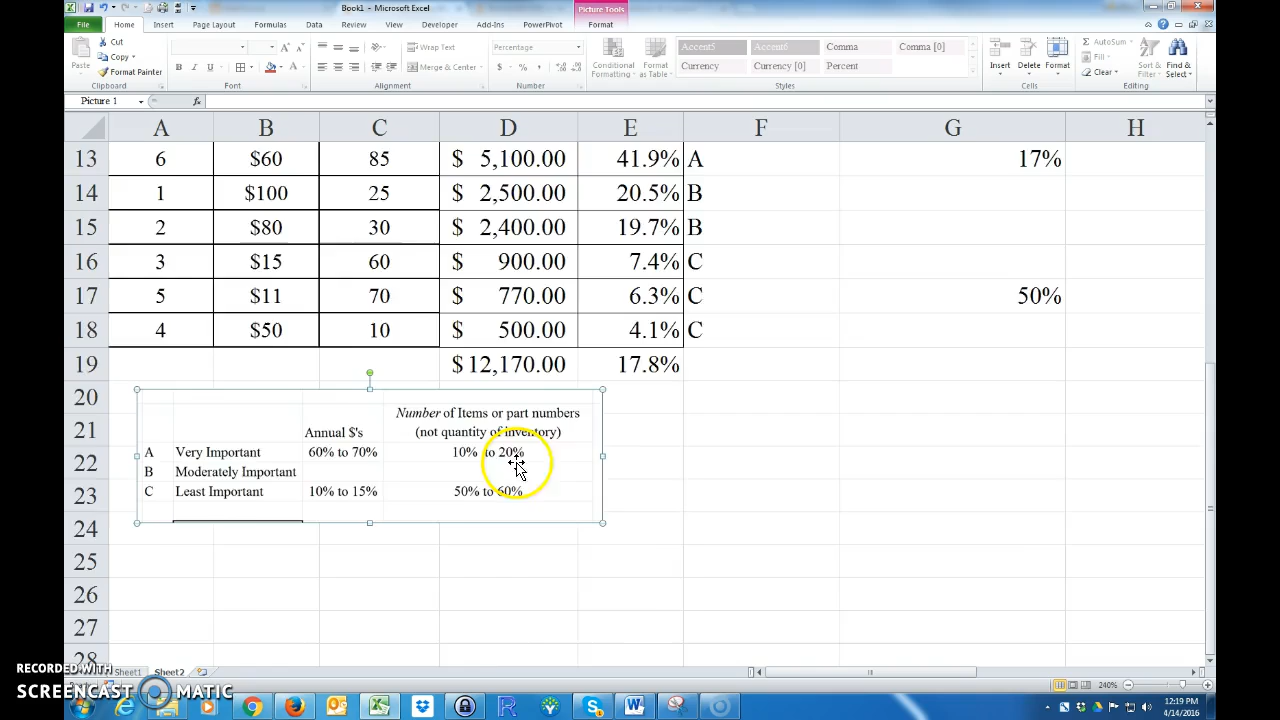 Book1 - Microsoft Excel
Picture Tools
File Home Insert Page Layout Formulas Data Review View Developer Add-Ins PowerPivot Format
Paste
Cut
Copy
Format Painter
Clipboard
Font
Wrap Text
Merge & Center
Alignment
Percentage
$ % ,
Number
Conditional Formatting
Format as Table
Accent5 Accent6 Comma Comma [0]
Currency Currency [0] Percent
Styles
Insert Delete Format
Cells
AutoSum
Fill
Clear
Sort & Filter
Find & Select
Editing
Picture 1 fx
A B C D E F G H
13 6 $60 85 $ 5,100.00 41.9% A 17%
14 1 $100 25 $ 2,500.00 20.5% B
15 2 $80 30 $ 2,400.00 19.7% B
16 3 $15 60 $ 900.00 7.4% C
17 5 $11 70 $ 770.00 6.3% C 50%
18 4 $50 10 $ 500.00 4.1% C
19 $ 12,170.00 17.8%
20
21
22
23
24
25
26
27
28
Number of Items or part numbers
Annual $'s (not quantity of inventory)
A Very Important 60% to 70% 10% to 20%
B Moderately Important
C Least Important 10% to 15% 50% to 60%
Sheet1 Sheet2
240%
RECORDED WITH
SCREENCAST MATIC
12:19 PM
4/14/2016